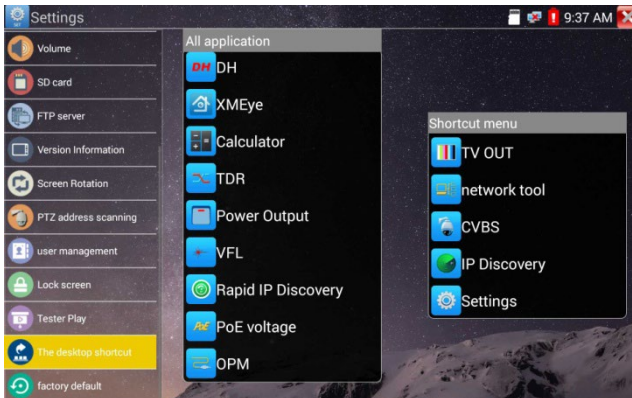 SET
Settings
9:37 AM
Volume
SD card
FTP server
Version Information
Screen Rotation
PTZ address scanning
user management
Lock screen
Tester Play
The desktop shortcut
factory default
All application
DH DH
XMEye
Calculator
TDR
Power Output
VFL
Rapid IP Discovery
PoE PoE voltage
OPM
Shortcut menu
TV OUT
network tool
CVBS
IP Discovery
Settings